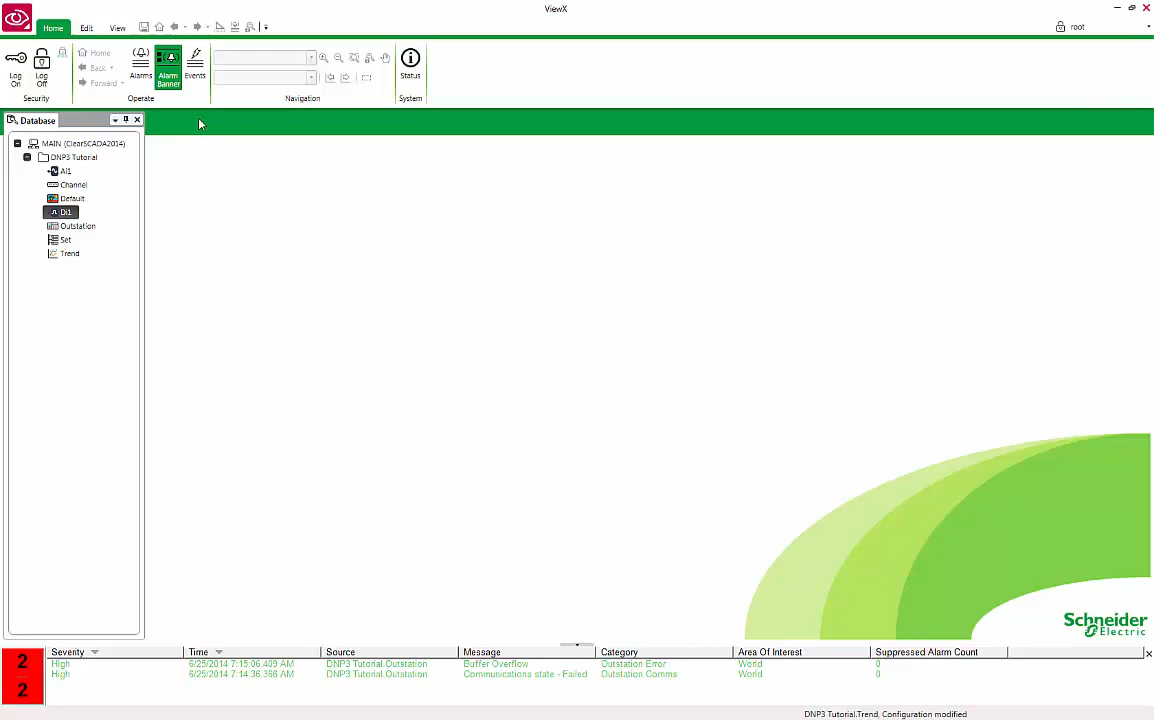 ViewX
Home Edit View root
Log On
Log Off
Security
Home
Back
Forward
Alarms
Alarm Banner
Events
Operate
Navigation
Status
System
Database
MAIN (ClearSCADA2014)
DNP3 Tutorial
Ai1
Channel
Default
Di1
Outstation
Set
Trend
Schneider
Electric
2
2
Severity Time Source Message Category Area Of Interest Suppressed Alarm Count
High 6/25/2014 7:15:06.409 AM DNP3 Tutorial.Outstation Buffer Overflow Outstation Error World 0
High 6/25/2014 7:14:36.366 AM DNP3 Tutorial.Outstation Communications state - Failed Outstation Comms World 0
DNP3 Tutorial.Trend, Configuration modified